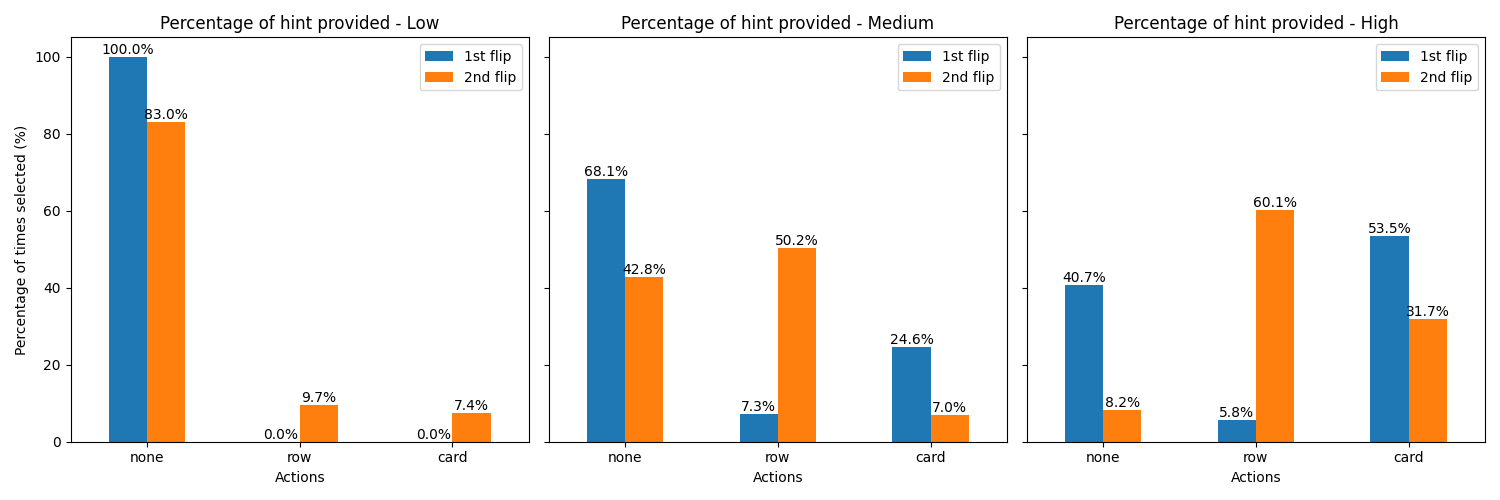 Percentage of hint provided - Low
Percentage of times selected (%)
100
80
60
40
20
0
1st flip
2nd flip
100.0%
83.0%
0.0%
9.7%
0.0%
7.4%
none row card
Actions
Percentage of hint provided - Medium
1st flip
2nd flip
68.1%
42.8%
7.3%
50.2%
24.6%
7.0%
none row card
Actions
Percentage of hint provided - High
1st flip
2nd flip
40.7%
8.2%
5.8%
60.1%
53.5%
31.7%
none row card
Actions